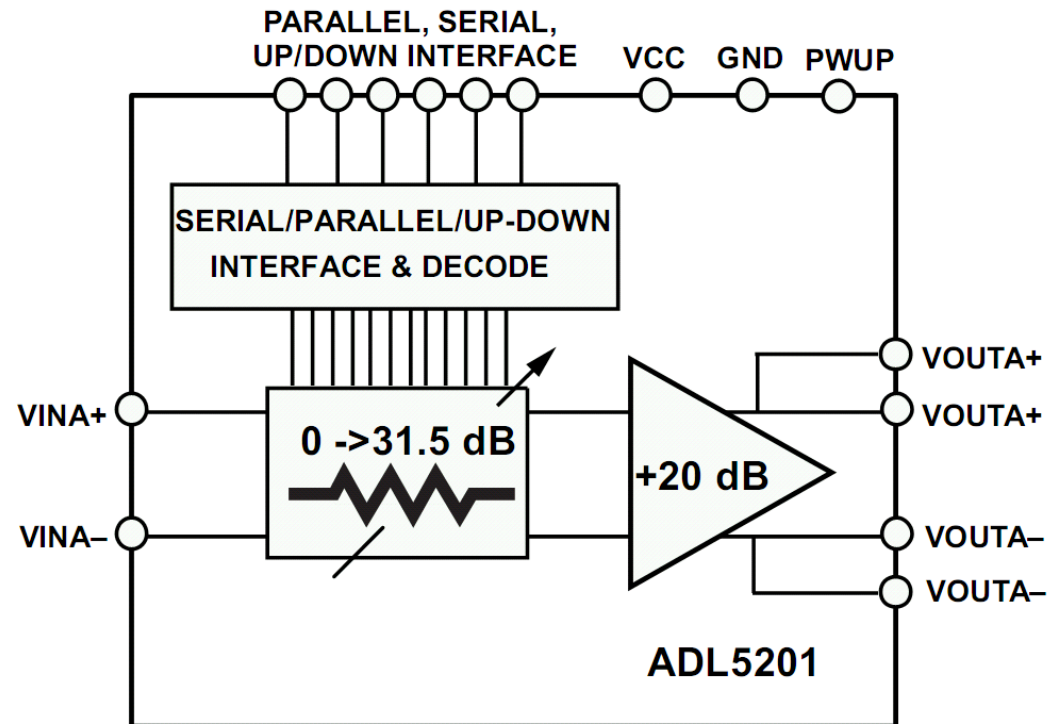 PARALLEL, SERIAL,
UP/DOWN INTERFACE
VCC
GND
PWUP
SERIAL/PARALLEL/UP-DOWN
INTERFACE & DECODE
VINA+
0 ->31.5 dB
VINA–
+20 dB
VOUTA+
VOUTA+
VOUTA–
VOUTA–
ADL5201